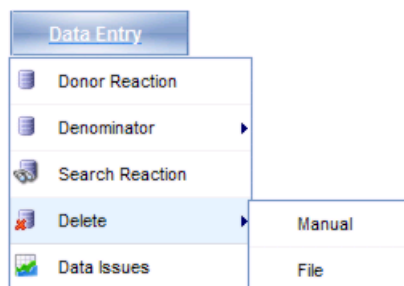 Data Entry
Donor Reaction
Denominator
Search Reaction
Delete
Manual
Data Issues
File